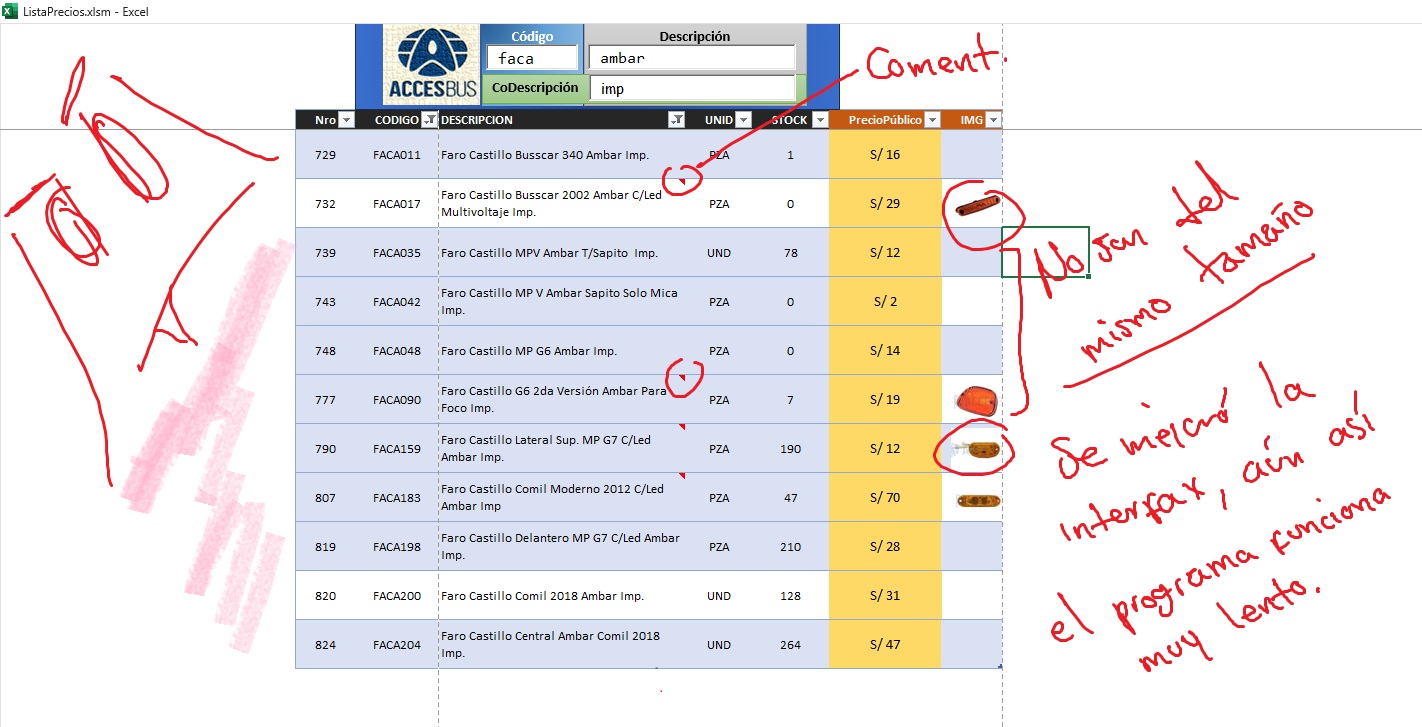 ListaPrecios.xlsm - Excel
ACCESBUS
Código
Descripción
faca
ambar
CoDescripción
imp
Coment.
Nro CODIGO DESCRIPCION UNID STOCK PrecioPúblico IMG
729 FACA011 Faro Castillo Busscar 340 Ambar Imp. PZA 1 S/ 16
732 FACA017 Faro Castillo Busscar 2002 Ambar C/Led
Multivoltaje Imp. PZA 0 S/ 29
739 FACA035 Faro Castillo MPV Ambar T/Sapito Imp. UND 78 S/ 12
743 FACA042 Faro Castillo MP V Ambar Sapito Solo Mica
Imp. PZA 0 S/ 2
748 FACA048 Faro Castillo MP G6 Ambar Imp. PZA 0 S/ 14
777 FACA090 Faro Castillo G6 2da Versión Ambar Para
Foco Imp. PZA 7 S/ 19
790 FACA159 Faro Castillo Lateral Sup. MP G7 C/Led
Ambar Imp. PZA 190 S/ 12
807 FACA183 Faro Castillo Comil Moderno 2012 C/Led
Ambar Imp PZA 47 S/ 70
819 FACA198 Faro Castillo Delantero MP G7 C/Led Ambar
Imp. PZA 210 S/ 28
820 FACA200 Faro Castillo Comil 2018 Ambar Imp. UND 128 S/ 31
824 FACA204 Faro Castillo Central Ambar Comil 2018
Imp. UND 264 S/ 47
No son del
mismo tamaño
Se mejoró la
interfax, aún así
el programa funciona
muy lento.